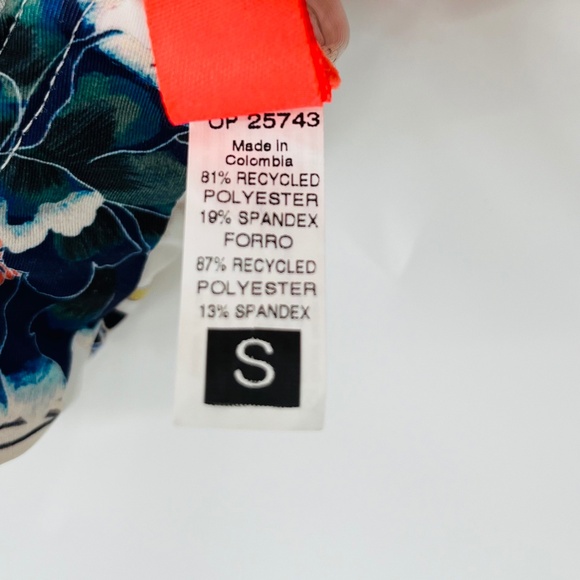 OP 25743
Made in
Colombia
81% RECYCLED
POLYESTER
19% SPANDEX
FORRO
87% RECYCLED
POLYESTER
13% SPANDEX
S